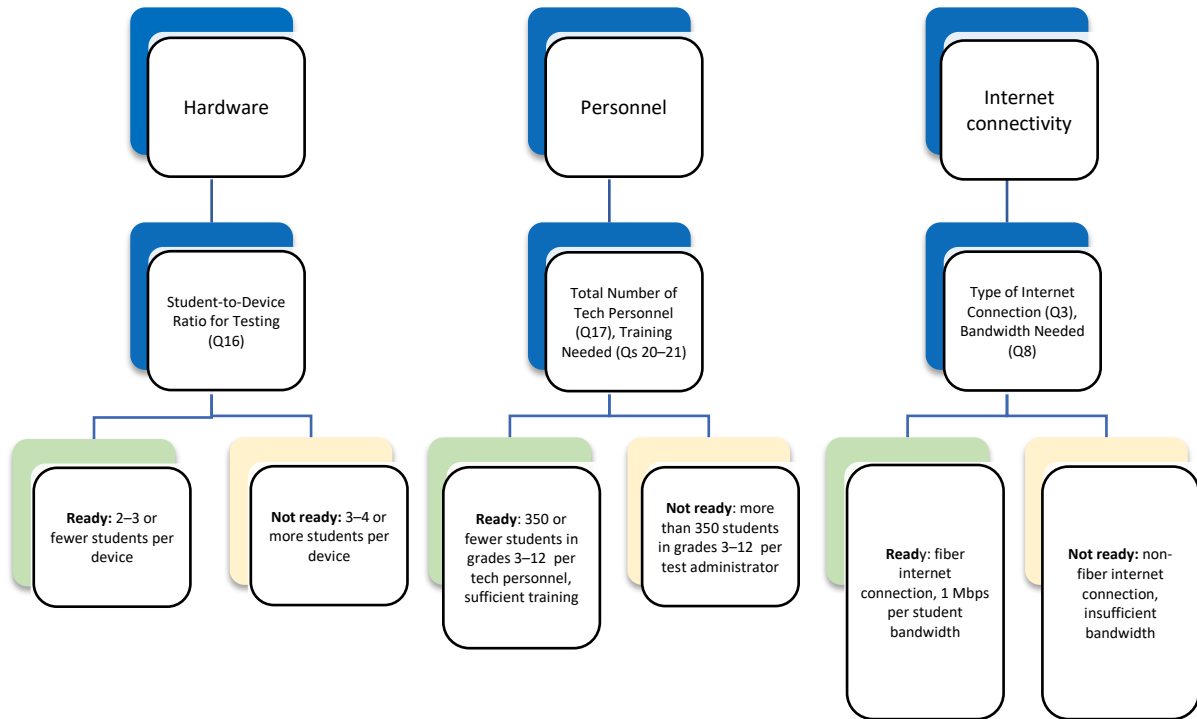 Hardware
Personnel
Internet
connectivity
Student-to-Device
Ratio for Testing
(Q16)
Total Number of
Tech Personnel
(Q17), Training
Needed (Qs 20–21)
Type of Internet
Connection (Q3),
Bandwidth Needed
(Q8)
Ready: 2–3 or
fewer students per
device
Not ready: 3–4 or
more students per
device
Ready: 350 or
fewer students in
grades 3–12 per
tech personnel,
sufficient training
Not ready: more
than 350 students
in grades 3–12 per
test administrator
Ready: fiber
internet
connection, 1 Mbps
per student
bandwidth
Not ready: non-
fiber internet
connection,
insufficient
bandwidth